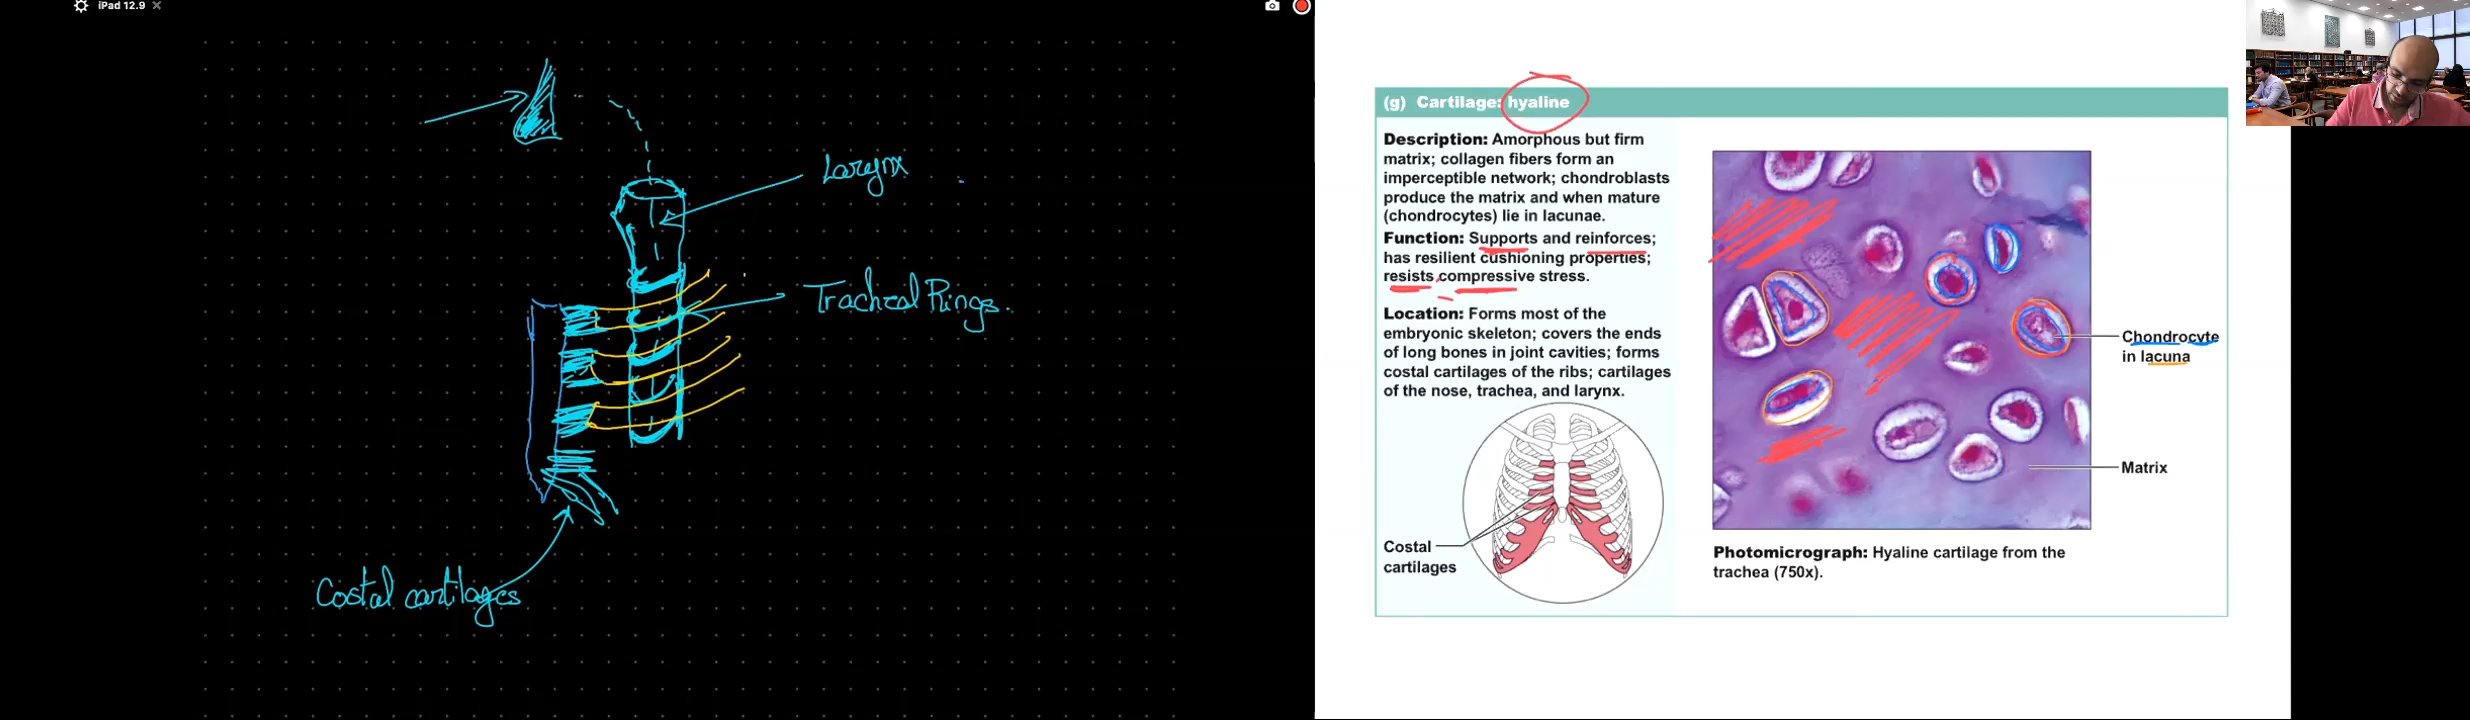 iPad 12.9
Larynx
Tracheal Rings.
Costal cartilages
(g) Cartilage: hyaline
Description: Amorphous but firm
matrix; collagen fibers form an
imperceptible network; chondroblasts
produce the matrix and when mature
(chondrocytes) lie in lacunae.
Function: Supports and reinforces;
has resilient cushioning properties;
resists compressive stress.
Location: Forms most of the
embryonic skeleton; covers the ends
of long bones in joint cavities; forms
costal cartilages of the ribs; cartilages
of the nose, trachea, and larynx.
Costal
cartilages
Chondrocyte
in lacuna
Matrix
Photomicrograph: Hyaline cartilage from the
trachea (750x).